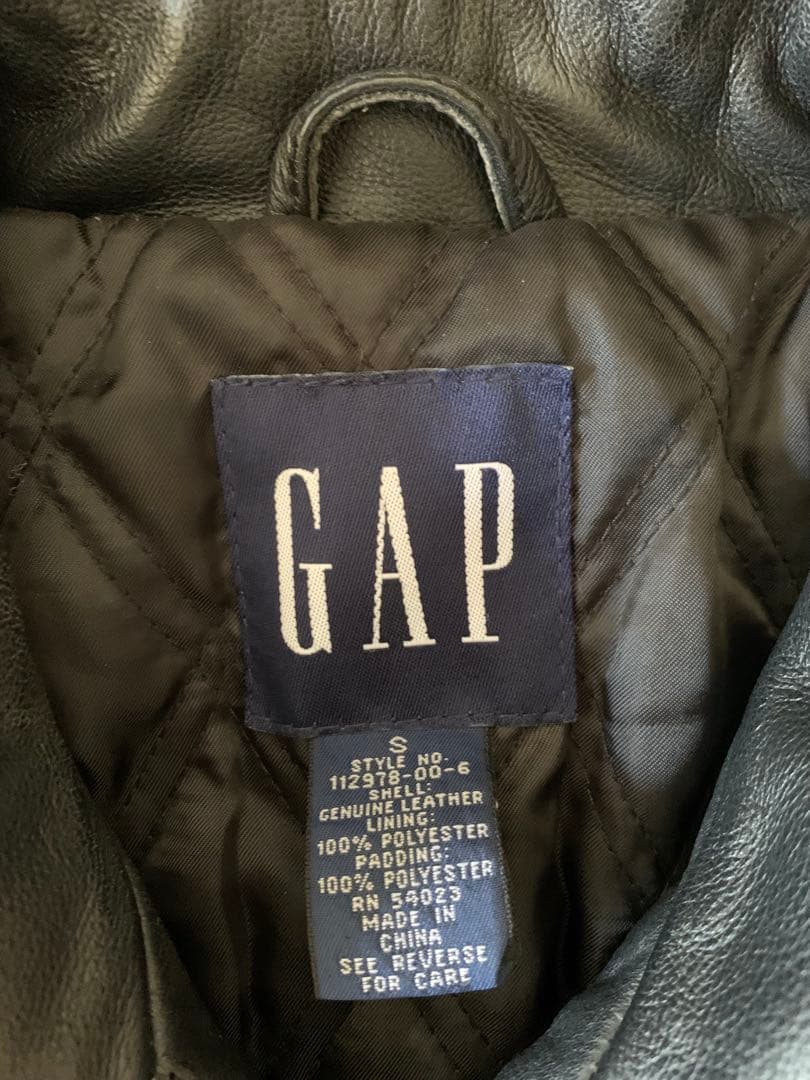 GAP
S
STYLE NO.
112978-00-6
SHELL:
GENUINE LEATHER
LINING:
100% POLYESTER
PADDING:
100% POLYESTER
RN 54023
MADE IN
CHINA
SEE REVERSE
FOR CARE